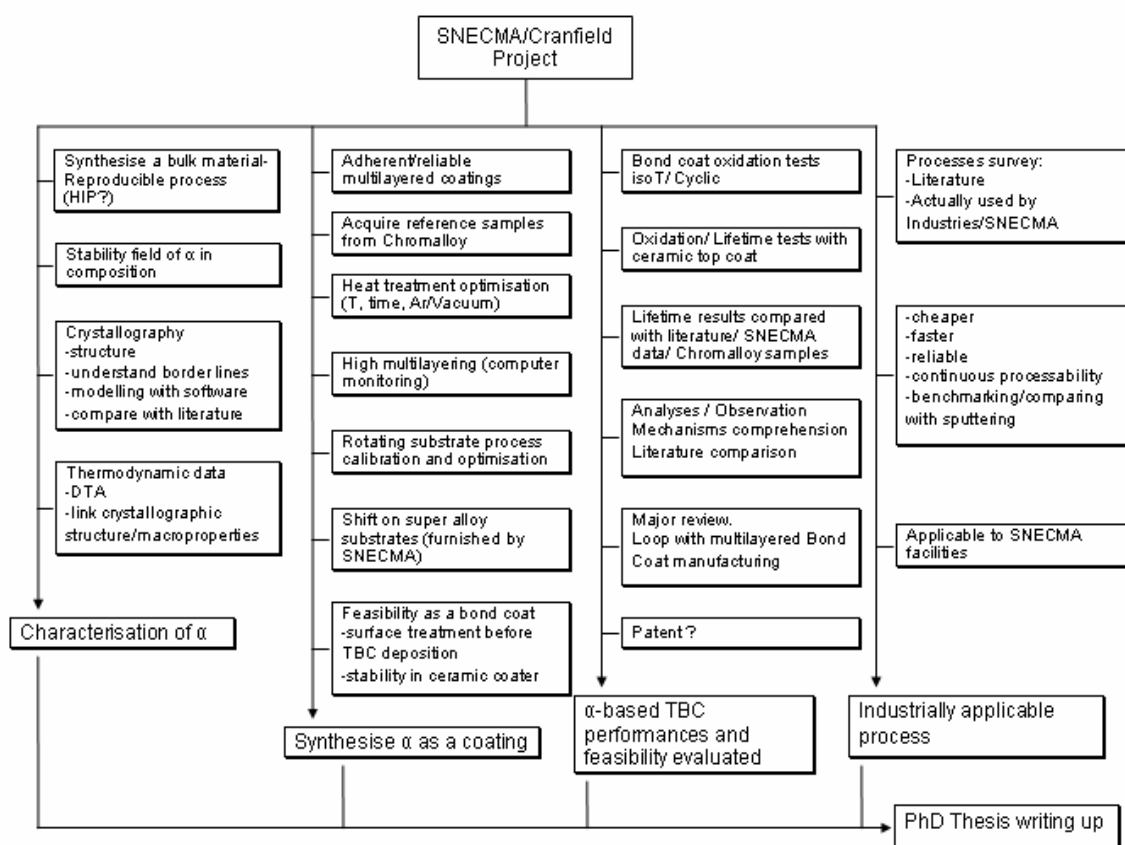 SNECMA/Cranfield
Project
Synthesise a bulk material-
Reproducible process
(HIP?)
Stability field of α in
composition
Crystallography
-structure
-understand border lines
-modelling with software
-compare with literature
Thermodynamic data
-DTA
-link crystallographic
structure/macroproperties
Characterisation of α
Adherent/reliable
multilayered coatings
Acquire reference samples
from Chromalloy
Heat treatment optimisation
(T, time, Ar/Vacuum)
High multilayering (computer
monitoring)
Rotating substrate process
calibration and optimisation
Shift on super alloy
substrates (furnished by
SNECMA)
Feasibility as a bond coat
-surface treatment before
TBC deposition
-stability in ceramic coater
Synthesise α as a coating
Bond coat oxidation tests
isoT/ Cyclic
Oxidation/ Lifetime tests with
ceramic top coat
Lifetime results compared
with literature/ SNECMA
data/ Chromalloy samples
Analyses / Observation
Mechanisms comprehension
Literature comparison
Major review.
Loop with multilayered Bond
Coat manufacturing
Patent?
α-based TBC
performances and
feasibility evaluated
Processes survey:
-Literature
-Actually used by
Industries/SNECMA
-cheaper
-faster
-reliable
-continuous processability
-benchmarking/comparing
with sputtering
Applicable to SNECMA
facilities
Industrially applicable
process
PhD Thesis writing up